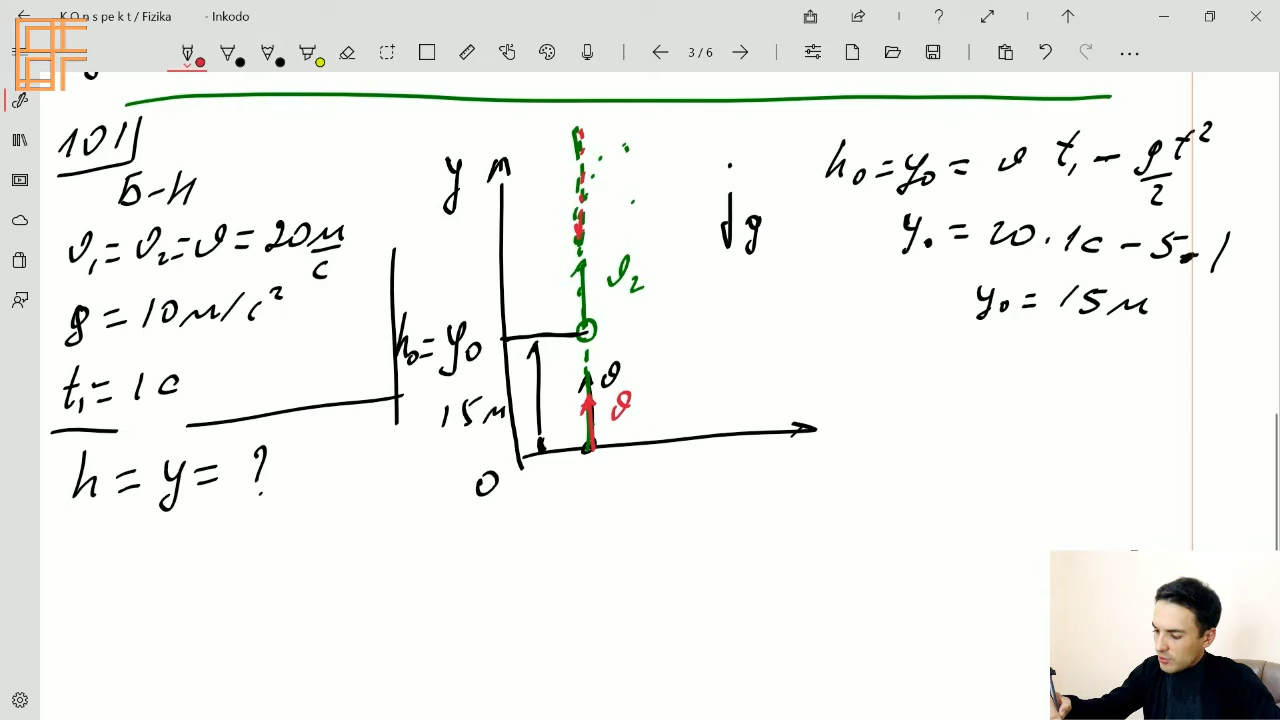 К О n s pe k t / Fizika - Inkodo
3 / 6
101
Б-Н
ϑ₁ = ϑ₂ = ϑ = 20 м/с
g = 10 м/с²
t₁ = 1 с
h = y = ?
y
h₀ = y₀
15 м
0
ϑ₂
ϑ
ϑ
g
h₀ = y₀ = ϑ t₁ - gt²/2
y₀ = 20 · 1с - 5 · 1
y₀ = 15 м